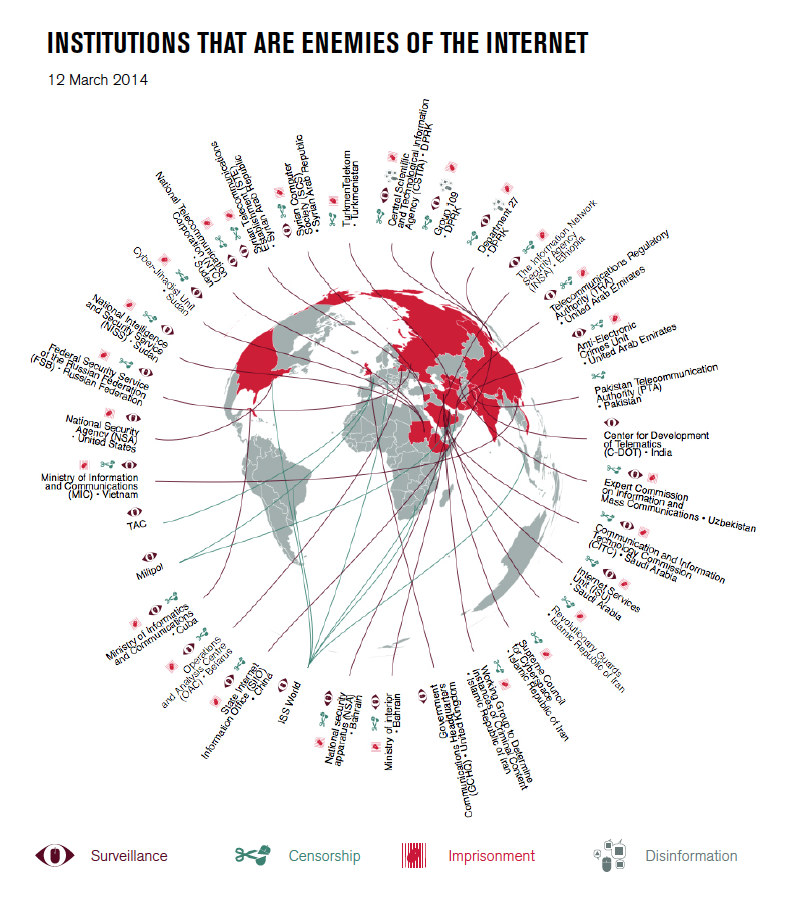 INSTITUTIONS THAT ARE ENEMIES OF THE INTERNET
12 March 2014
Central Scientific
and Technological Information
Agency (CSTIA) • DPRK
Group 109
• DPRK
Department 27
• DPRK
The Information Network
Security Agency
(INSA) • Ethiopia
Telecommunications Regulatory
Authority (TRA)
• United Arab Emirates
Anti-Electronic
Crimes Unit
• United Arab Emirates
Pakistan Telecommunication
Authority (PTA)
• Pakistan
Center for Development
of Telematics
(C-DOT) • India
Expert Commission
on Information and
Mass Communications • Uzbekistan
Communication and Information
Technology Commission
(CITC) • Saudi Arabia
Internet Services
Unit (ISU)
• Saudi Arabia
Revolutionary Guards
• Islamic Republic of Iran
Supreme Council
for Cyberspace
• Islamic Republic of Iran
Working Group to Determine
Instances of Criminal Content
• Islamic Republic of Iran
Government
Communications Headquarters
(GCHQ) • United Kingdom
Ministry of interior
• Bahrain
National security
apparatus (NSA)
• Bahrain
ISS World
State Internet
Information Office (SIIO)
• China
Operations
and Analysis Centre
(OAC) • Belarus
Ministry of Informatics
and Communications
• Cuba
Milipol
TAC
Ministry of Information
and Communications
(MIC) • Vietnam
National Security
Agency (NSA)
• United States
Federal Security Service
of the Russian Federation
(FSB) • Russian Federation
National Intelligence
and Security Service
(NISS) • Sudan
Cyber-Jihadist Unit
• Sudan
National Telecommunication
Corporation (NTC)
• Sudan
Syrian Telecommunications
Establishment (STE)
• Syrian Arab Republic
Syrian Computer
Society (SCS)
• Syrian Arab Republic
TurkmenTelekom
• Turkmenistan
Surveillance
Censorship
Imprisonment
Disinformation